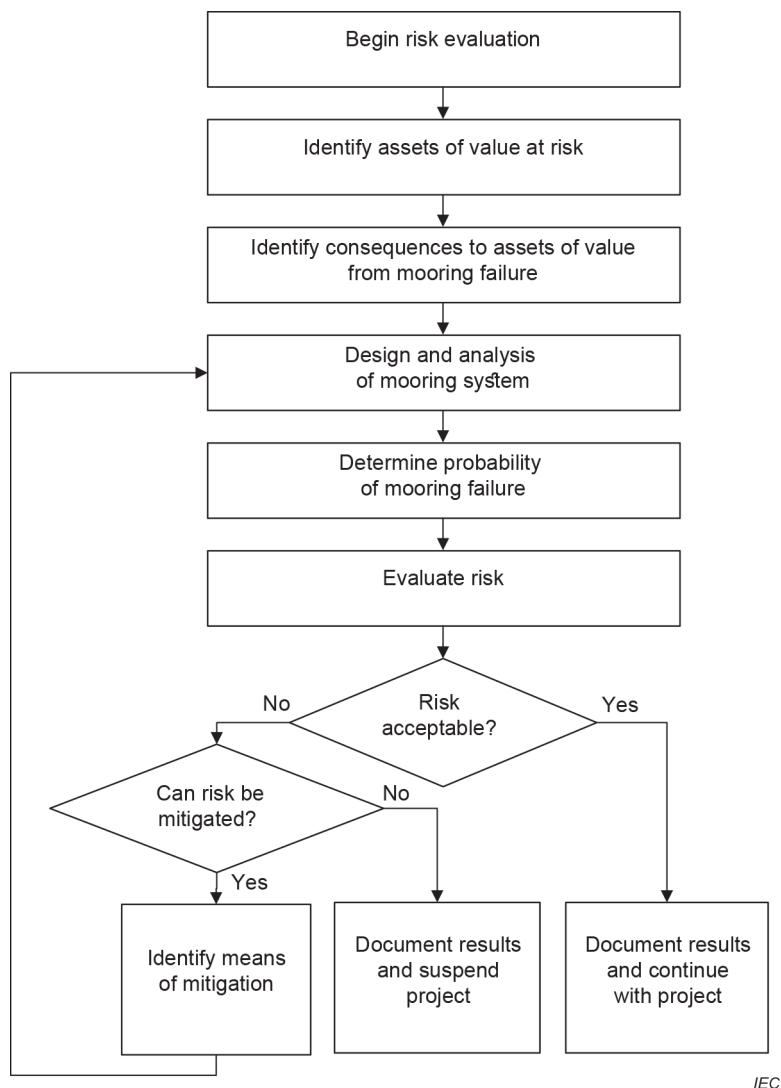 Begin risk evaluation
Identify assets of value at risk
Identify consequences to assets of value
from mooring failure
Design and analysis
of mooring system
Determine probability
of mooring failure
Evaluate risk
Risk
acceptable?
No
Yes
Can risk be
mitigated?
No
Yes
Identify means
of mitigation
Document results
and suspend
project
Document results
and continue
with project
IEC